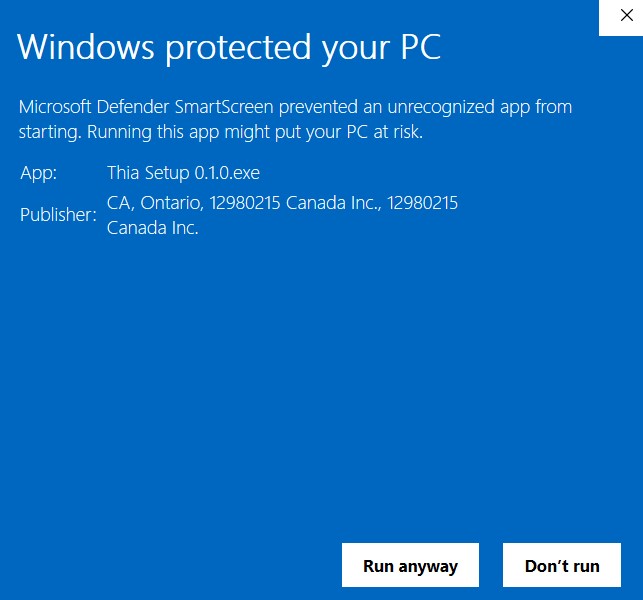 Windows protected your PC
Microsoft Defender SmartScreen prevented an unrecognized app from
starting. Running this app might put your PC at risk.
App: Thia Setup 0.1.0.exe
Publisher: CA, Ontario, 12980215 Canada Inc., 12980215
Canada Inc.
Run anyway Don’t run